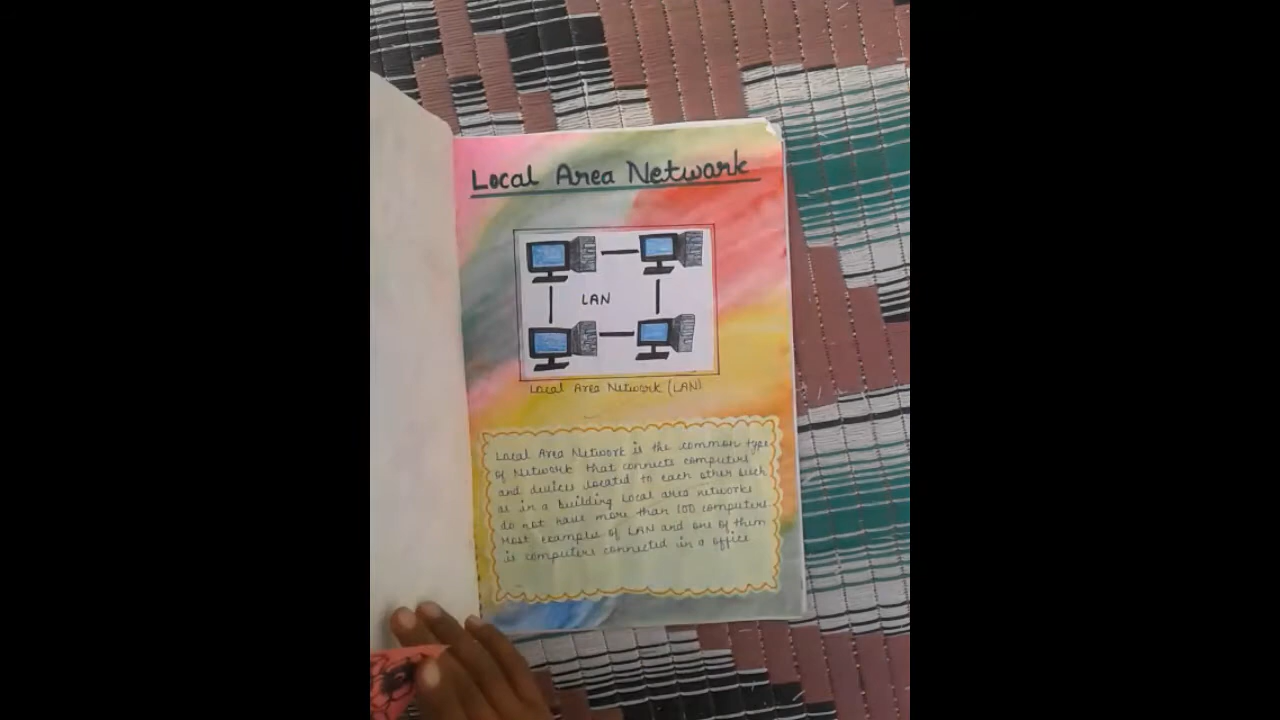 Local Area Network
LAN
Local Area Network (LAN)
Local Area Network is the common type
of Network that connects computers
and devices located to each other such
as in a building Local area networks
do not have more than 100 computers
Most example of LAN and one of them
is computers connected in a office